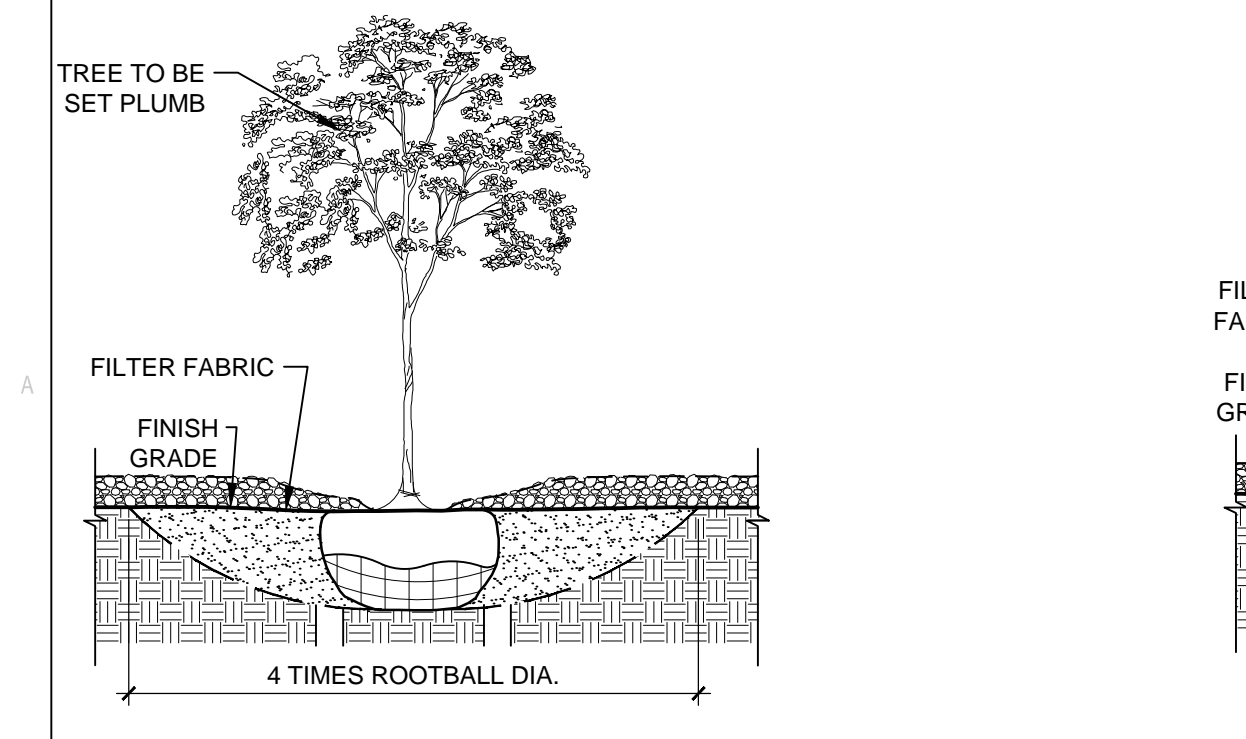 TREE TO BE
SET PLUMB
FILTER FABRIC
A
FINISH
GRADE
4 TIMES ROOTBALL DIA.